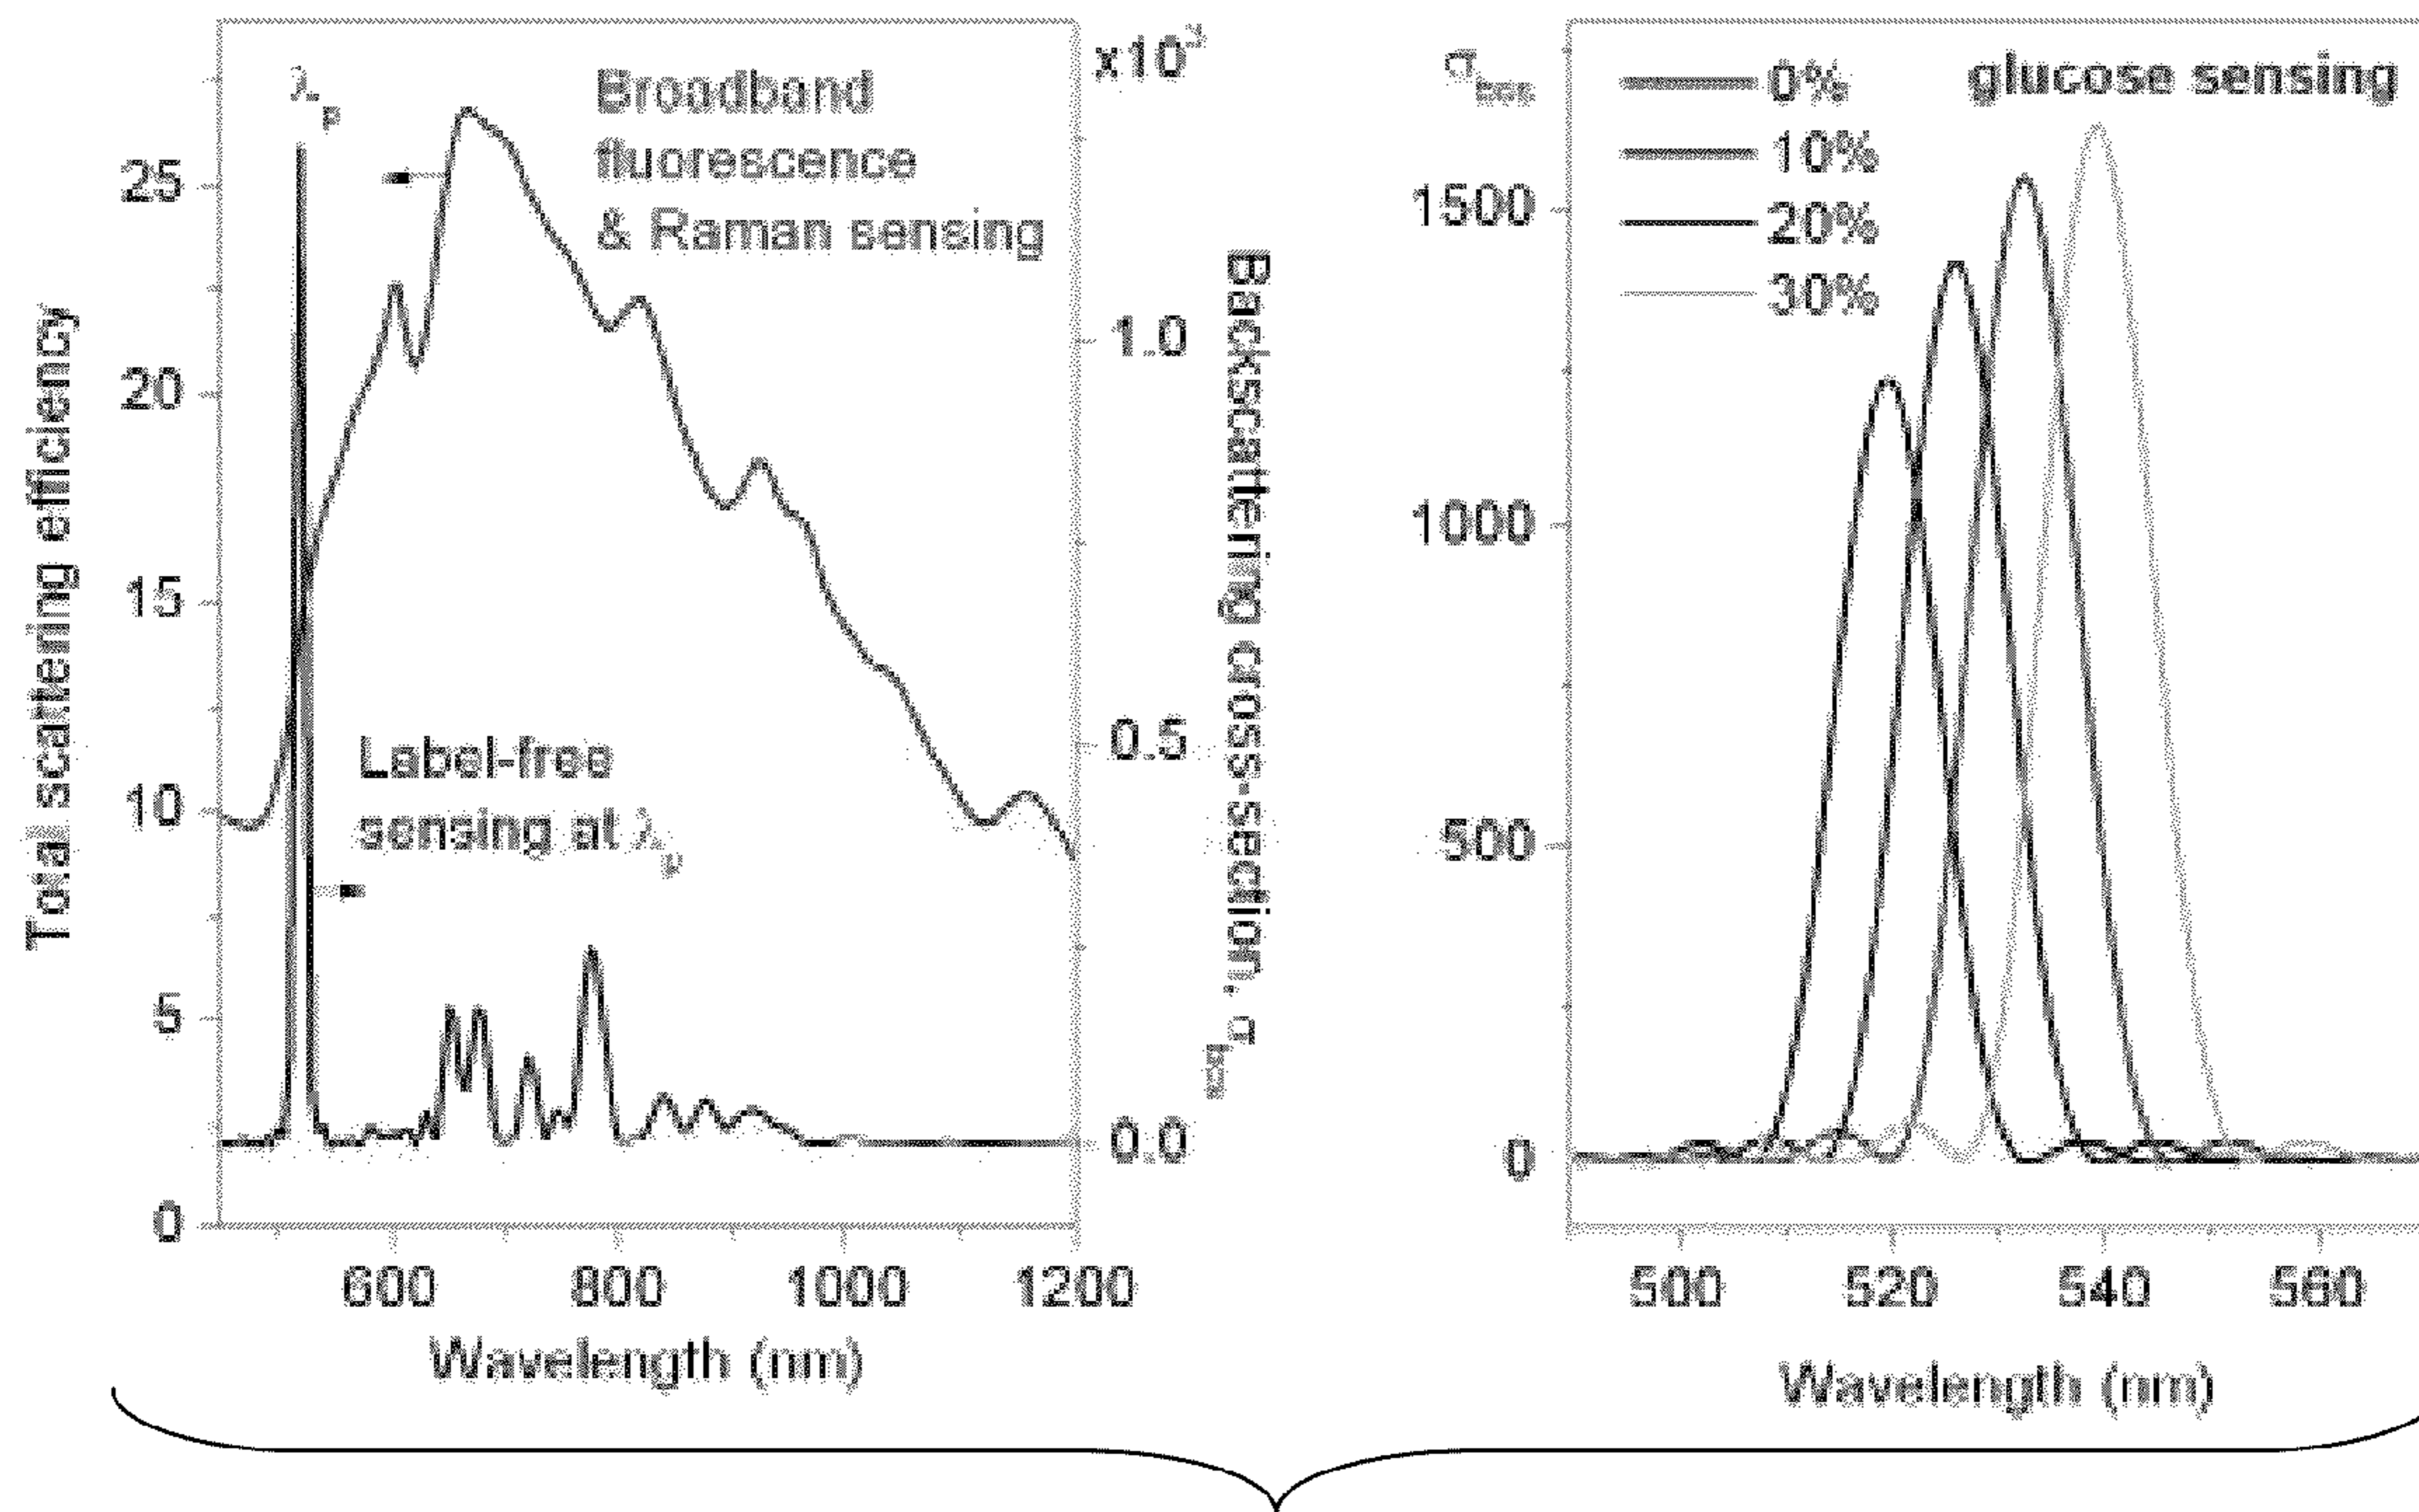 λp
Broadband
fluorescence
& Raman sensing
Label-free
sensing at λp
Total scattering efficiency
25
20
15
10
5
0
600 800 1000 1200
Wavelength (nm)
1.0
0.5
0.0
Backscattering cross-section, σbcs
σbcs
0% glucose sensing
10%
20%
30%
1500
1000
500
0
500 520 540 560
Wavelength (nm)